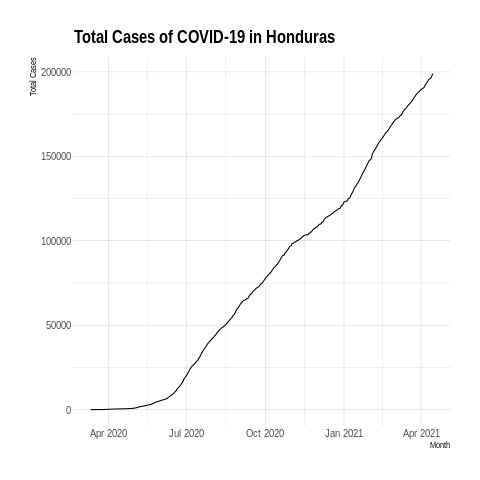 Total Cases of COVID-19 in Honduras
Total Cases
200000
150000
100000
50000
0
Apr 2020 Jul 2020 Oct 2020 Jan 2021 Apr 2021
Month